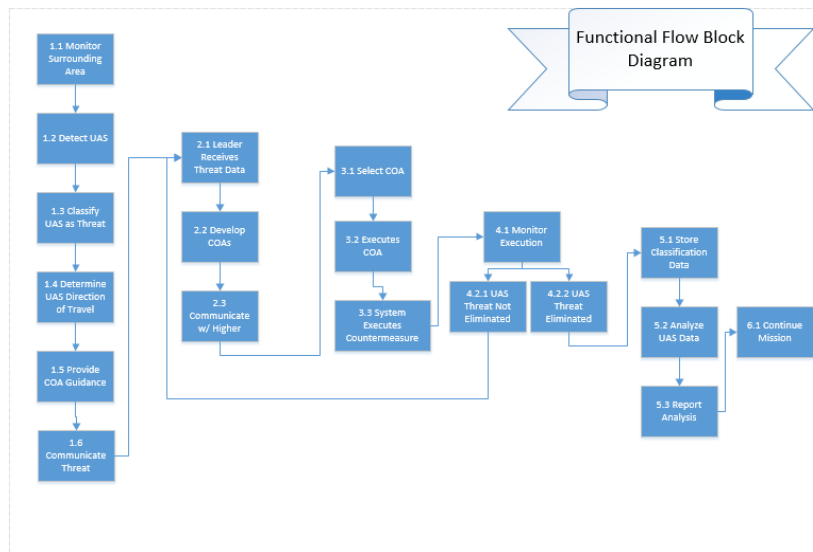 Functional Flow Block
Diagram
1.1 Monitor
Surrounding
Area
1.2 Detect UAS
1.3 Classify
UAS as Threat
1.4 Determine
UAS Direction
of Travel
1.5 Provide
COA Guidance
1.6
Communicate
Threat
2.1 Leader
Receives
Threat Data
2.2 Develop
COAs
2.3
Communicate
w/ Higher
3.1 Select COA
3.2 Executes
COA
3.3 System
Executes
Countermeasure
4.1 Monitor
Execution
4.2.1 UAS
Threat Not
Eliminated
4.2.2 UAS
Threat
Eliminated
5.1 Store
Classification
Data
5.2 Analyze
UAS Data
5.3 Report
Analysis
6.1 Continue
Mission